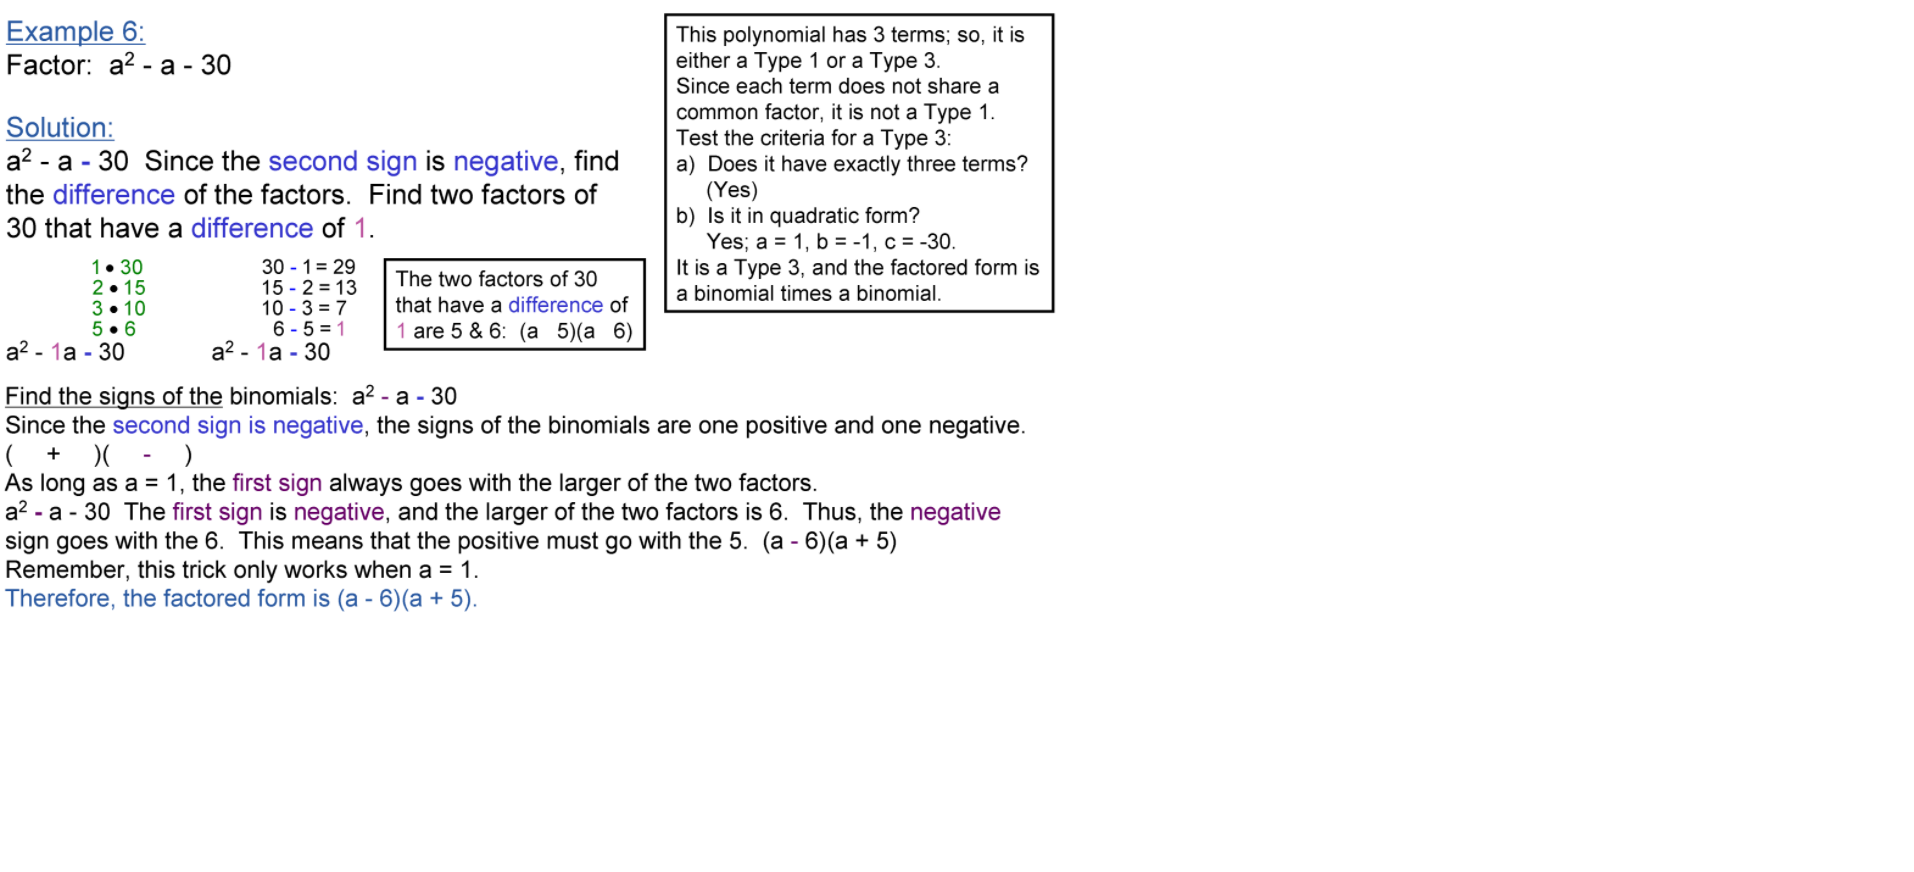 Example 6:
Factor:  a² - a - 30
Solution:
a² - a - 30  Since the second sign is negative, find
the difference of the factors.  Find two factors of
30 that have a difference of 1.
1 • 30
2 • 15
3 • 10
5 • 6
a² - 1a - 30
30 - 1 = 29
15 - 2 = 13
10 - 3 = 7
6 - 5 = 1
a² - 1a - 30
The two factors of 30
that have a difference of
1 are 5 & 6:  (a   5)(a   6)
This polynomial has 3 terms; so, it is
either a Type 1 or a Type 3.
Since each term does not share a
common factor, it is not a Type 1.
Test the criteria for a Type 3:
a)  Does it have exactly three terms?
(Yes)
b)  Is it in quadratic form?
Yes; a = 1, b = -1, c = -30.
It is a Type 3, and the factored form is
a binomial times a binomial.
Find the signs of the binomials:  a² - a - 30
Since the second sign is negative, the signs of the binomials are one positive and one negative.
(    +    )(    -    )
As long as a = 1, the first sign always goes with the larger of the two factors.
a² - a - 30  The first sign is negative, and the larger of the two factors is 6.  Thus, the negative
sign goes with the 6.  This means that the positive must go with the 5.  (a - 6)(a + 5)
Remember, this trick only works when a = 1.
Therefore, the factored form is (a - 6)(a + 5).